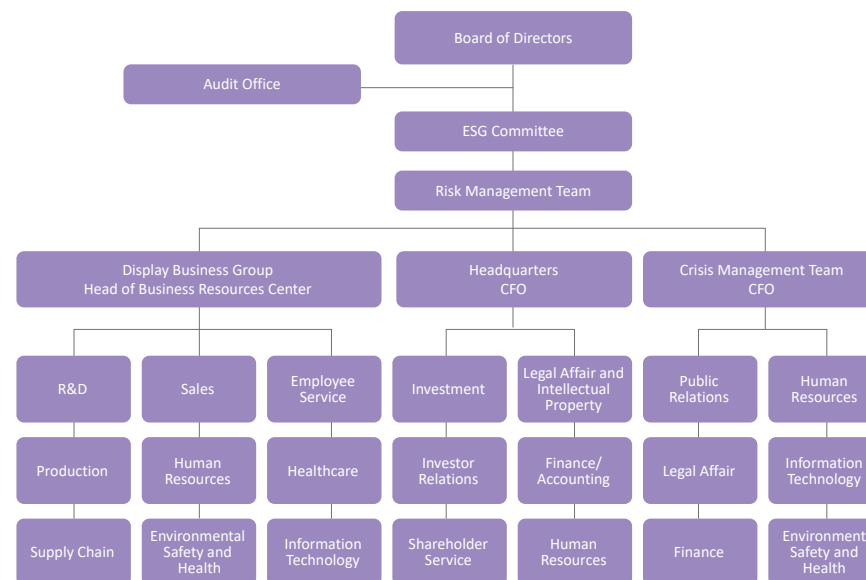 Board of Directors
Audit Office
ESG Committee
Risk Management Team
Display Business Group
Head of Business Resources Center
Headquarters
CFO
Crisis Management Team
CFO
R&D
Sales
Employee
Service
Investment
Legal Affair and
Intellectual
Property
Public
Relations
Human
Resources
Production
Human
Resources
Healthcare
Investor
Relations
Finance/
Accounting
Legal Affair
Information
Technology
Supply Chain
Environmental
Safety and
Health
Information
Technology
Shareholder
Service
Human
Resources
Finance
Environment
Safety and
Health